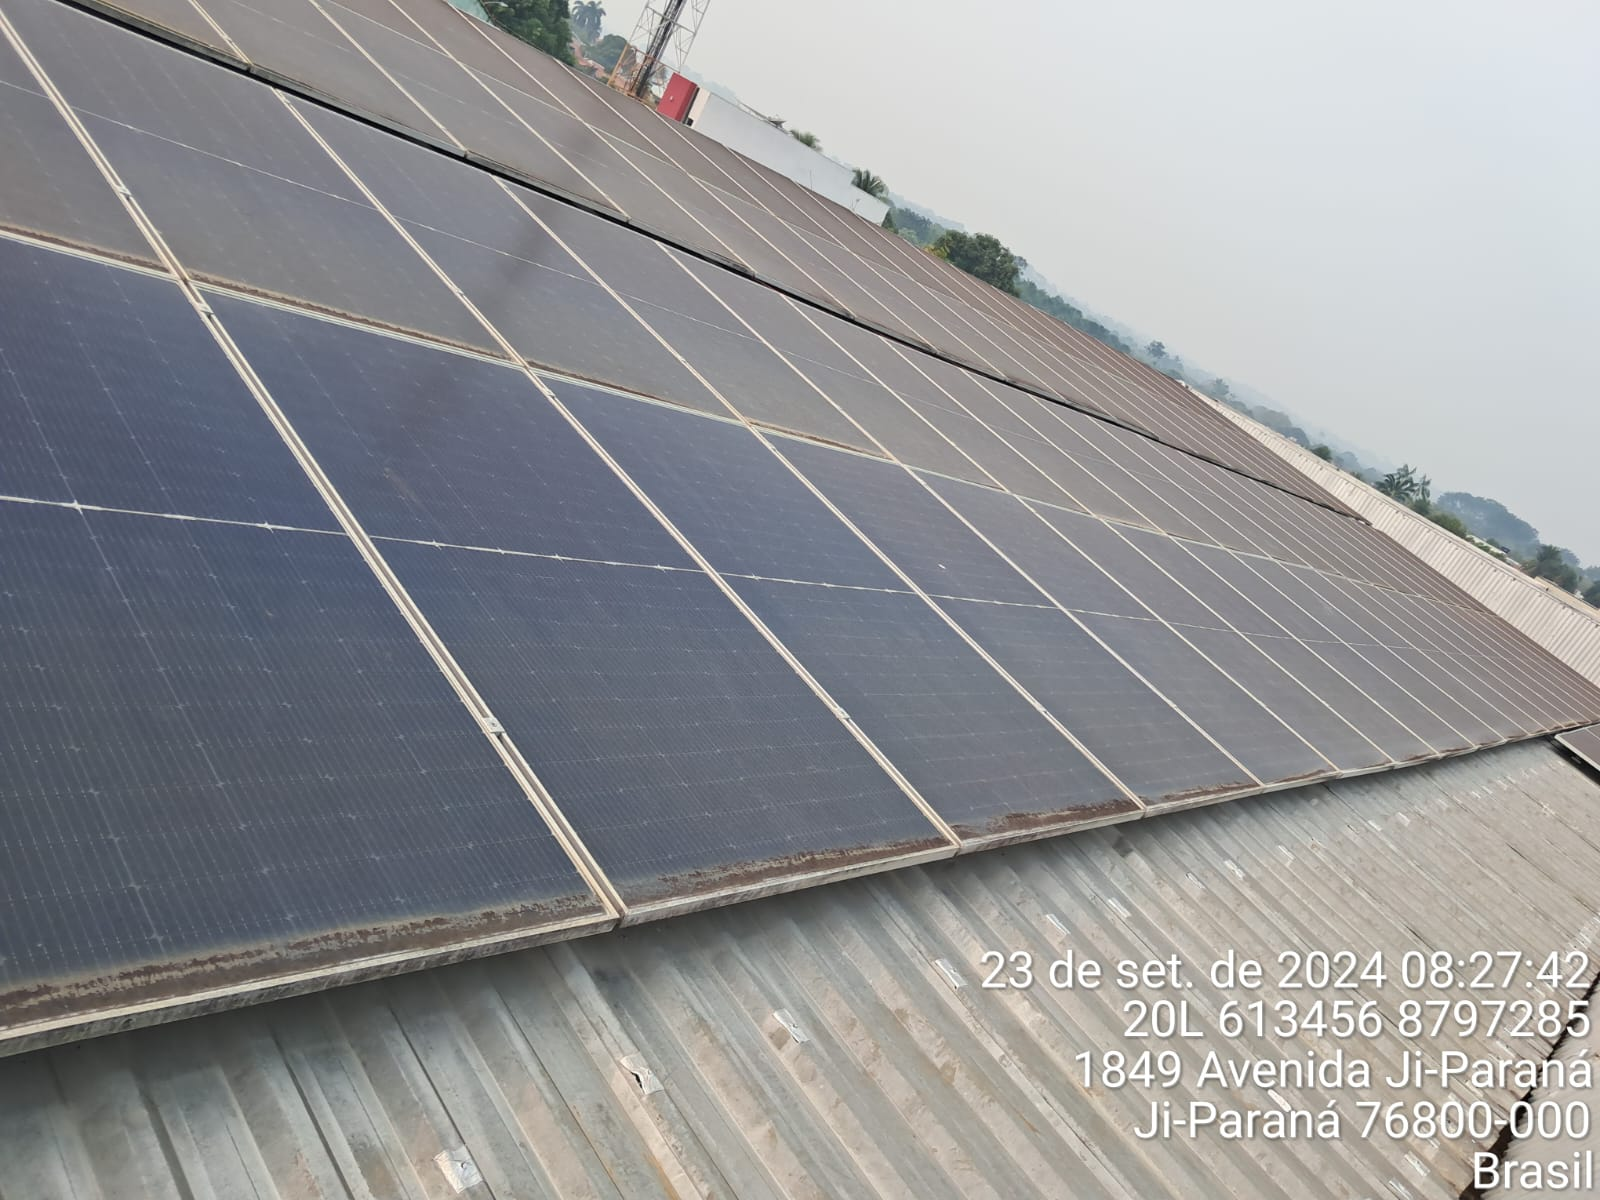 23 de set. de 2024 08:27:42
20L 613456 8797285
1849 Avenida Ji-Paraná
Ji-Paraná 76800-000
Brasil